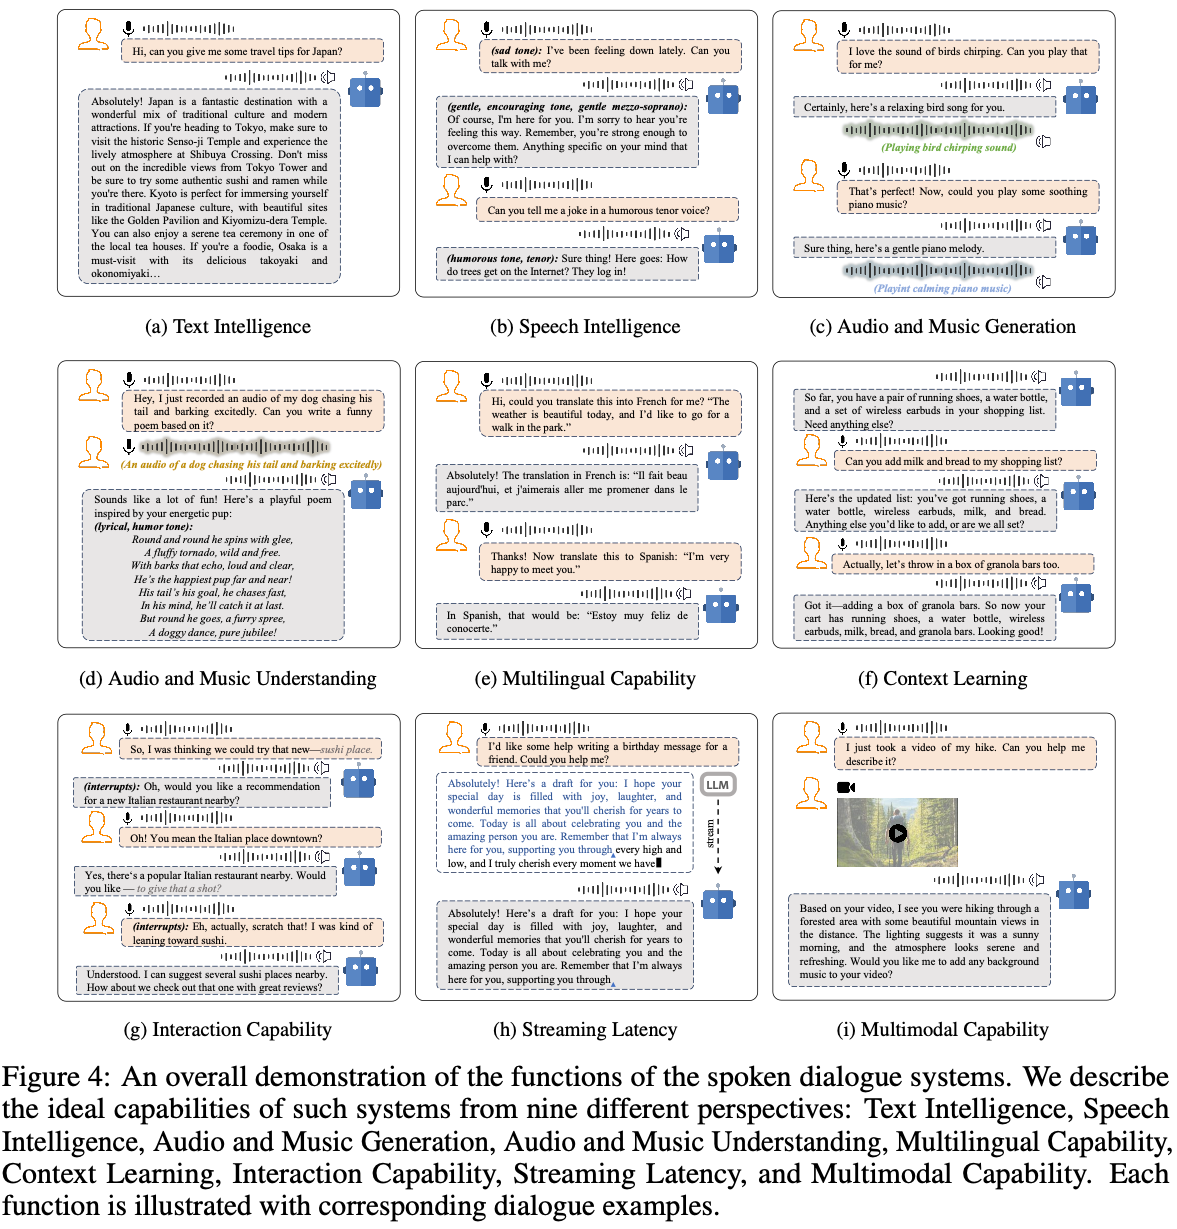 Hi, can you give me some travel tips for Japan?
Absolutely! Japan is a fantastic destination with a
wonderful mix of traditional culture and modern
attractions. If you're heading to Tokyo, make sure to
visit the historic Senso-ji Temple and experience the
lively atmosphere at Shibuya Crossing. Don't miss
out on the incredible views from Tokyo Tower and
be sure to try some authentic sushi and ramen while
you're there. Kyoto is perfect for immersing yourself
in traditional Japanese culture, with beautiful sites
like the Golden Pavilion and Kiyomizu-dera Temple.
You can also enjoy a serene tea ceremony in one of
the local tea houses. If you're a foodie, Osaka is a
must-visit with its delicious takoyaki and
okonomiyaki…
(a) Text Intelligence
(sad tone): I've been feeling down lately. Can you
talk with me?
(gentle, encouraging tone, gentle mezzo-soprano):
Of course, I'm here for you. I'm sorry to hear you're
feeling this way. Remember, you're strong enough to
overcome them. Anything specific on your mind that
I can help with?
Can you tell me a joke in a humorous tenor voice?
(humorous tone, tenor): Sure thing! Here goes: How
do trees get on the Internet? They log in!
(b) Speech Intelligence
I love the sound of birds chirping. Can you play that
for me?
Certainly, here's a relaxing bird song for you.
(Playing bird chirping sound)
That's perfect! Now, could you play some soothing
piano music?
Sure thing, here's a gentle piano melody.
(Playint calming piano music)
(c) Audio and Music Generation
Hey, I just recorded an audio of my dog chasing his
tail and barking excitedly. Can you write a funny
poem based on it?
(An audio of a dog chasing his tail and barking excitedly)
Sounds like a lot of fun! Here's a playful poem
inspired by your energetic pup:
(lyrical, humor tone):
Round and round he spins with glee,
A fluffy tornado, wild and free.
With barks that echo, loud and clear,
He's the happiest pup far and near!
His tail's his goal, he chases fast,
In his mind, he'll catch it at last.
But round he goes, a furry spree,
A doggy dance, pure jubilee!
(d) Audio and Music Understanding
Hi, could you translate this into French for me? “The
weather is beautiful today, and I'd like to go for a
walk in the park.”
Absolutely! The translation in French is: “Il fait beau
aujourd'hui, et j'aimerais aller me promener dans le
parc.”
Thanks! Now translate this to Spanish: “I'm very
happy to meet you.”
In Spanish, that would be: “Estoy muy feliz de
conocerte.”
(e) Multilingual Capability
So far, you have a pair of running shoes, a water bottle,
and a set of wireless earbuds in your shopping list.
Need anything else?
Can you add milk and bread to my shopping list?
Here's the updated list: you've got running shoes, a
water bottle, wireless earbuds, milk, and bread.
Anything else you'd like to add, or are we all set?
Actually, let's throw in a box of granola bars too.
Got it—adding a box of granola bars. So now your
cart has running shoes, a water bottle, wireless
earbuds, milk, bread, and granola bars. Looking good!
(f) Context Learning
So, I was thinking we could try that new—sushi place.
(interrupts): Oh, would you like a recommendation
for a new Italian restaurant nearby?
Oh! You mean the Italian place downtown?
Yes, there's a popular Italian restaurant nearby. Would
you like — to give that a shot?
(interrupts): Eh, actually, scratch that! I was kind of
leaning toward sushi.
Understood. I can suggest several sushi places nearby.
How about we check out that one with great reviews?
(g) Interaction Capability
I'd like some help writing a birthday message for a
friend. Could you help me?
Absolutely! Here's a draft for you: I hope your
special day is filled with joy, laughter, and
wonderful memories that you'll cherish for years to
come. Today is all about celebrating you and the
amazing person you are. Remember that I'm always
here for you, supporting you through every high and
low, and I truly cherish every moment we have
LLM
stream
Absolutely! Here's a draft for you: I hope your
special day is filled with joy, laughter, and
wonderful memories that you'll cherish for years to
come. Today is all about celebrating you and the
amazing person you are. Remember that I'm always
here for you, supporting you through
(h) Streaming Latency
I just took a video of my hike. Can you help me
describe it?
Based on your video, I see you were hiking through a
forested area with some beautiful mountain views in
the distance. The lighting suggests it was a sunny
morning, and the atmosphere looks serene and
refreshing. Would you like me to add any background
music to your video?
(i) Multimodal Capability
Figure 4: An overall demonstration of the functions of the spoken dialogue systems. We describe
the ideal capabilities of such systems from nine different perspectives: Text Intelligence, Speech
Intelligence, Audio and Music Generation, Audio and Music Understanding, Multilingual Capability,
Context Learning, Interaction Capability, Streaming Latency, and Multimodal Capability. Each
function is illustrated with corresponding dialogue examples.